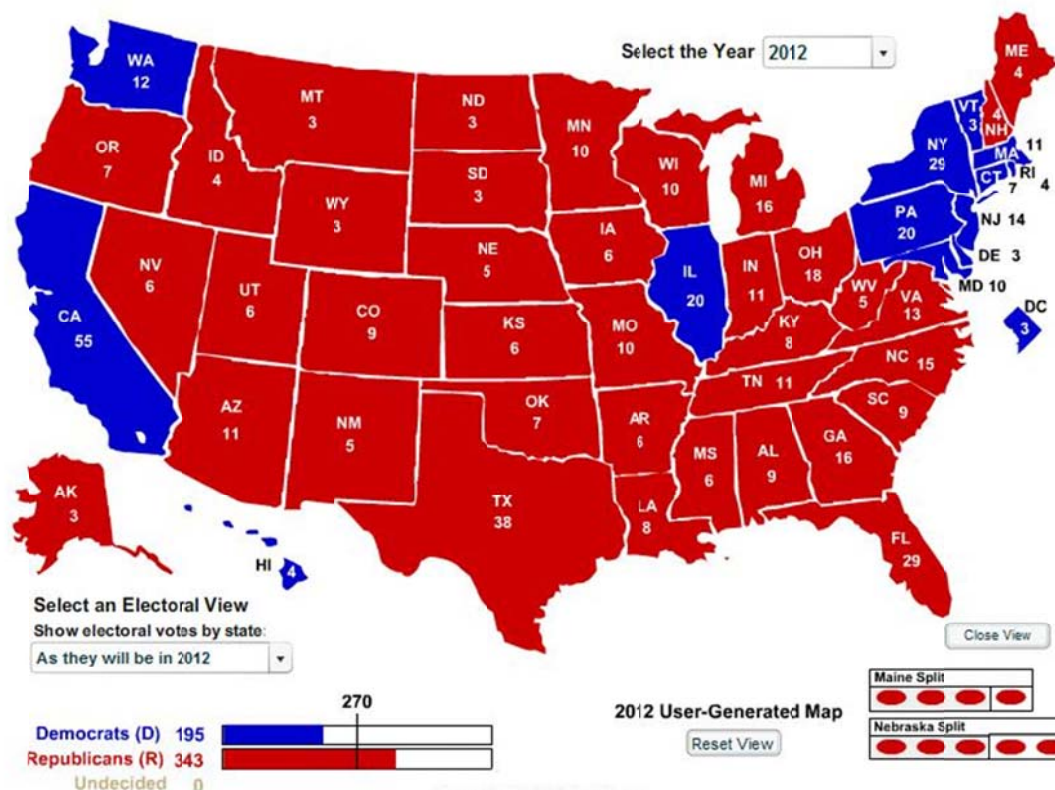 Select the Year 2012
WA
12
OR
7
CA
55
NV
6
ID
4
MT
3
WY
3
UT
6
AZ
11
CO
9
NM
5
ND
3
SD
3
NE
5
KS
6
OK
7
TX
38
MN
10
IA
6
MO
10
AR
6
LA
8
WI
10
IL
20
MI
16
IN
11
OH
18
KY
8
TN 11
MS
6
AL
9
GA
16
FL
29
SC
9
NC 15
VA
13
WV
5
PA
20
NY
29
VT
3
4
NH
ME
4
11
MA
RI
4
CT
7
NJ 14
DE 3
MD 10
DC
3
AK
3
HI
4
Select an Electoral View
Show electoral votes by state:
As they will be in 2012
Close View
270
Democrats (D) 195
Republicans (R) 343
Undecided 0
2012 User-Generated Map
Reset View
Maine Split
Nebraska Split